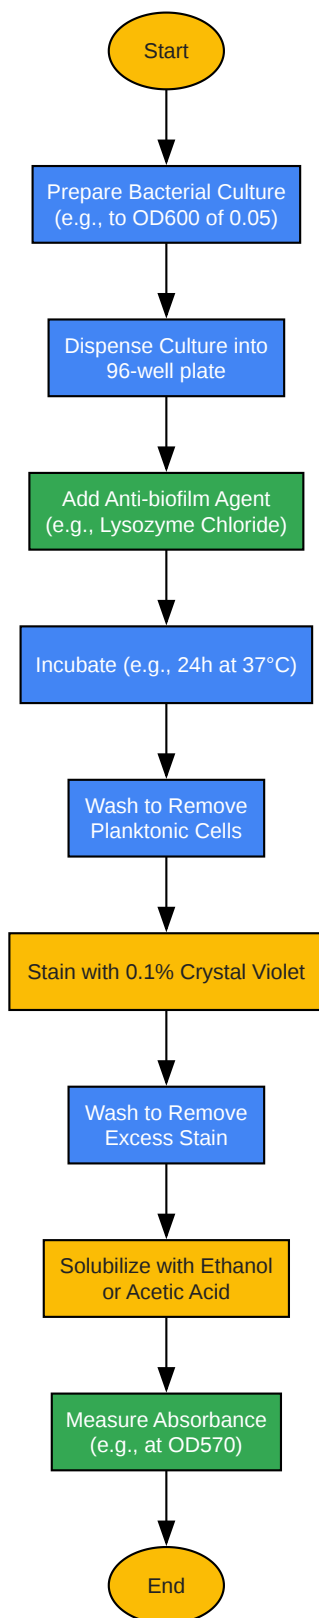 Start
Prepare Bacterial Culture
(e.g., to OD600 of 0.05)
Dispense Culture into
96-well plate
Add Anti-biofilm Agent
(e.g., Lysozyme Chloride)
Incubate (e.g., 24h at 37°C)
Wash to Remove
Planktonic Cells
Stain with 0.1% Crystal Violet
Wash to Remove
Excess Stain
Solubilize with Ethanol
or Acetic Acid
Measure Absorbance
(e.g., at OD570)
End